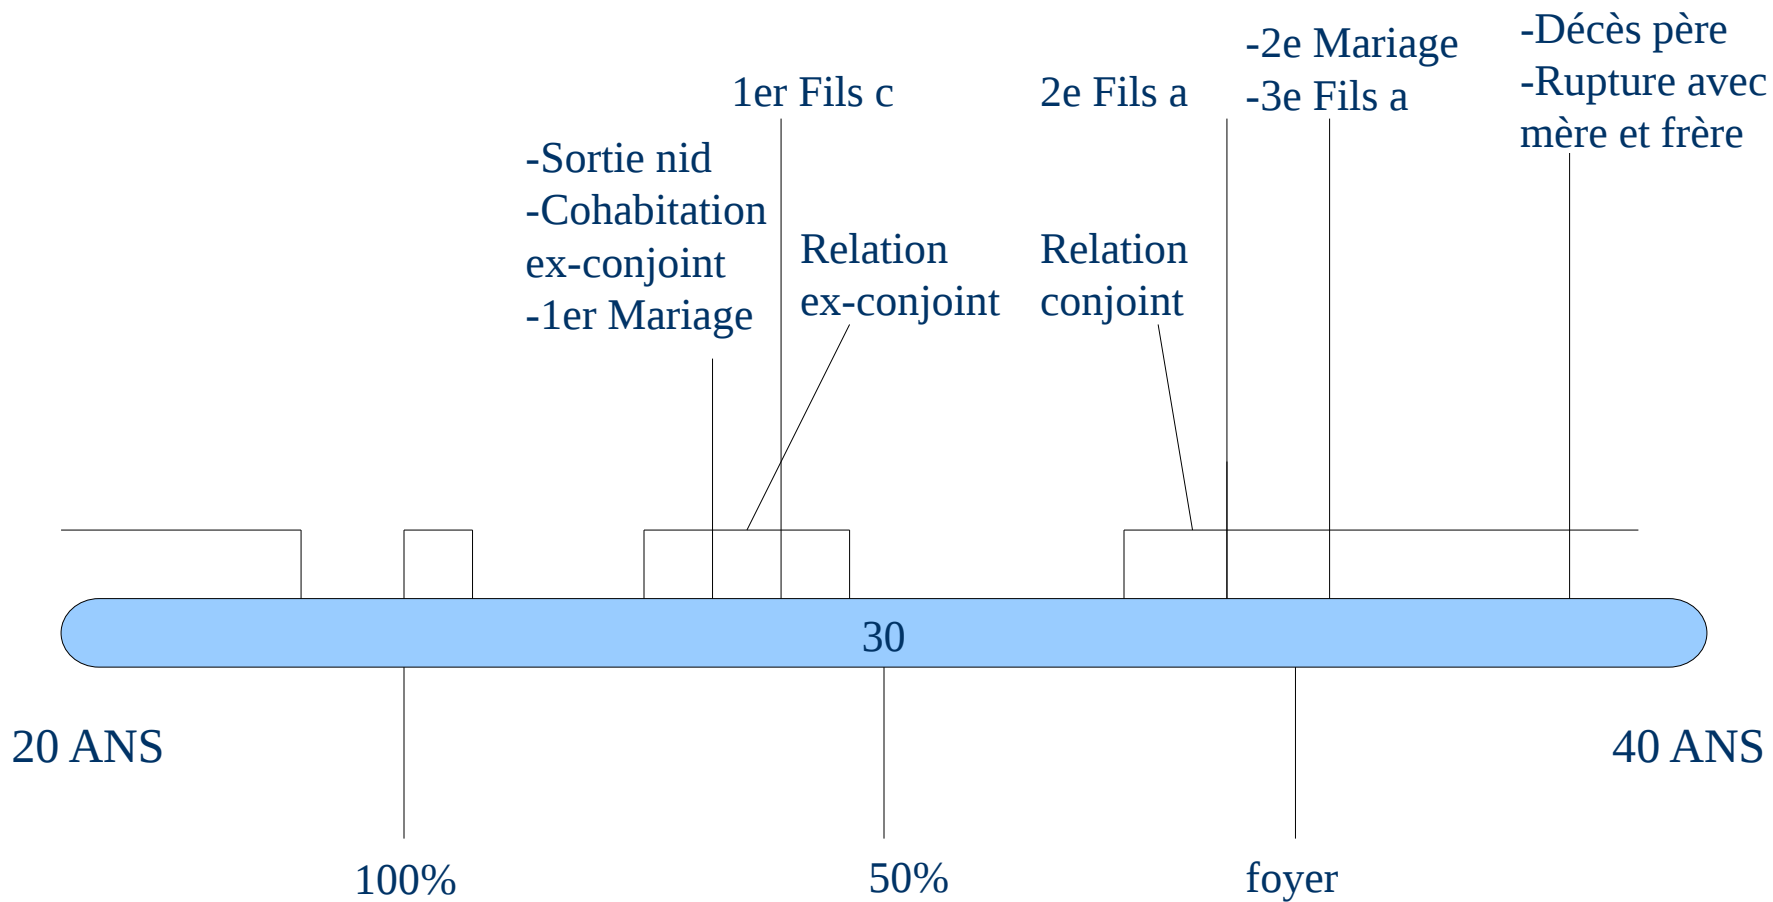 -Décès père
-Rupture avec
mère et frère
-2e Mariage
-3e Fils a
1er Fils c
2e Fils a
-Sortie nid
-Cohabitation
ex-conjoint
-1er Mariage
Relation
ex-conjoint
Relation
conjoint
30
20 ANS
40 ANS
100%
50%
foyer